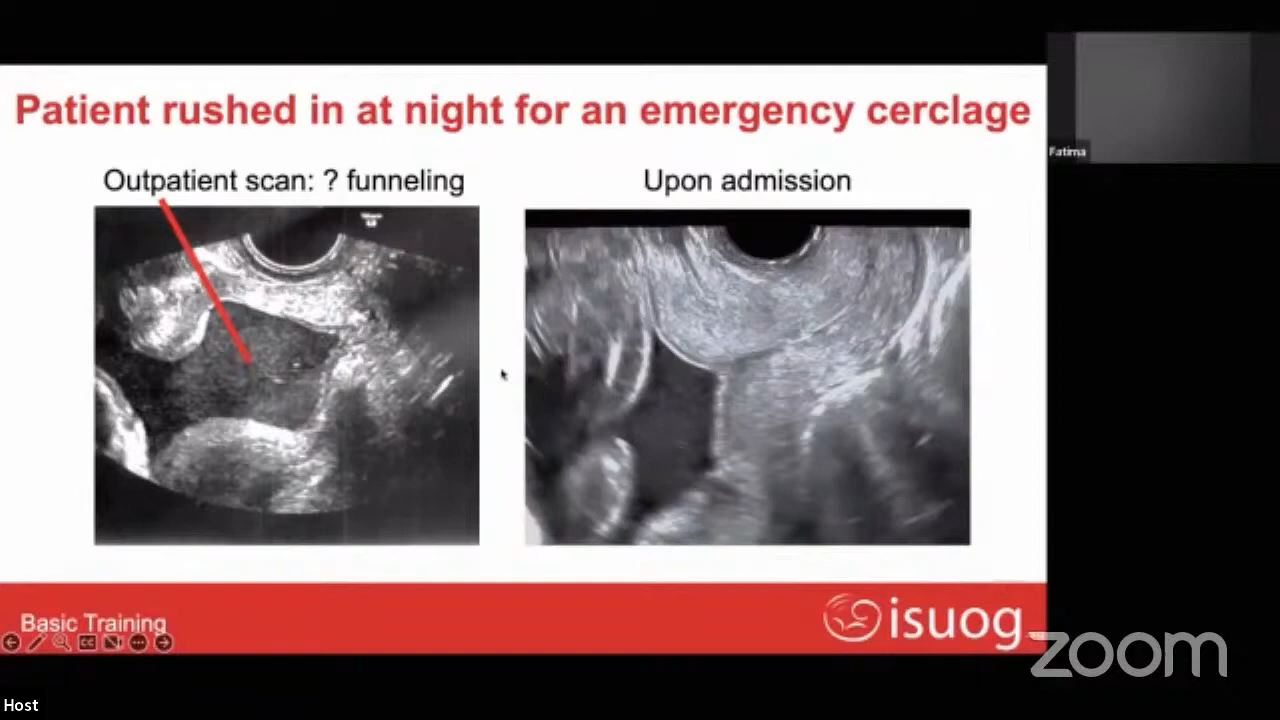 Patient rushed in at night for an emergency cerclage
Outpatient scan: ? funneling
Upon admission
Fatima
Basic Training
isuog
CC
zoom
Host